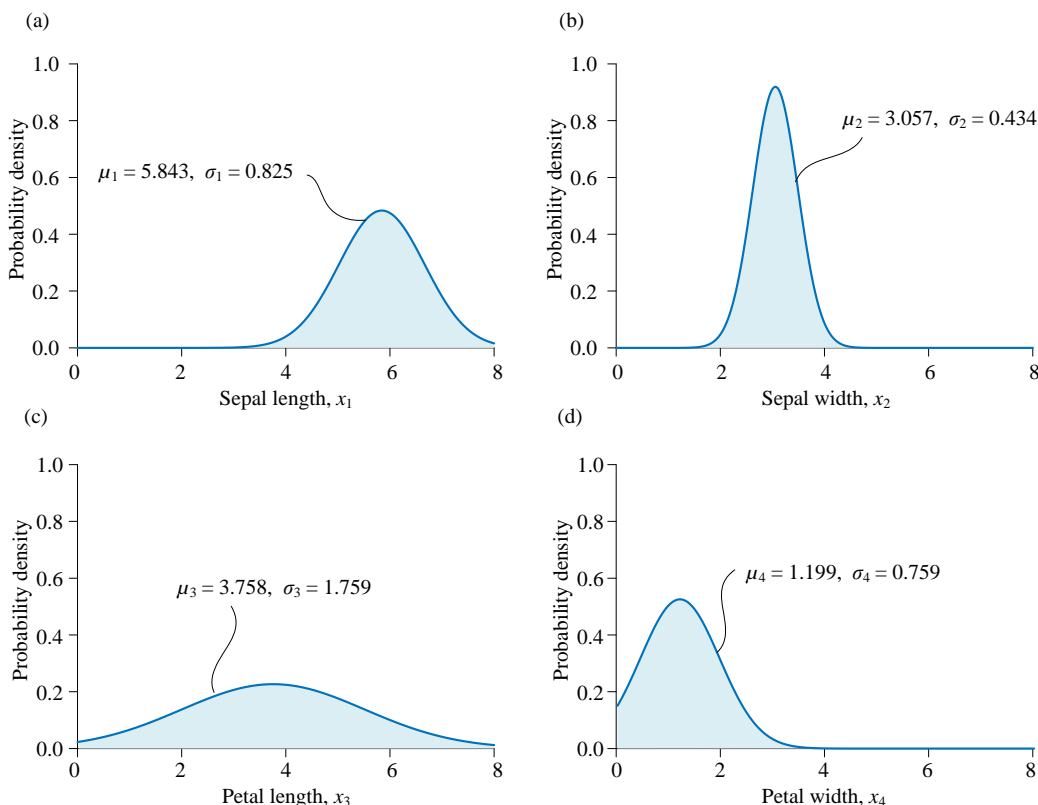 (a)
Probability density
1.0
0.8
0.6
0.4
0.2
0.0
μ1 = 5.843, σ1 = 0.825
0 2 4 6 8
Sepal length, x1
(b)
Probability density
1.0
0.8
0.6
0.4
0.2
0.0
μ2 = 3.057, σ2 = 0.434
0 2 4 6 8
Sepal width, x2
(c)
Probability density
1.0
0.8
0.6
0.4
0.2
0.0
μ3 = 3.758, σ3 = 1.759
0 2 4 6 8
Petal length, x3
(d)
Probability density
1.0
0.8
0.6
0.4
0.2
0.0
μ4 = 1.199, σ4 = 0.759
0 2 4 6 8
Petal width, x4